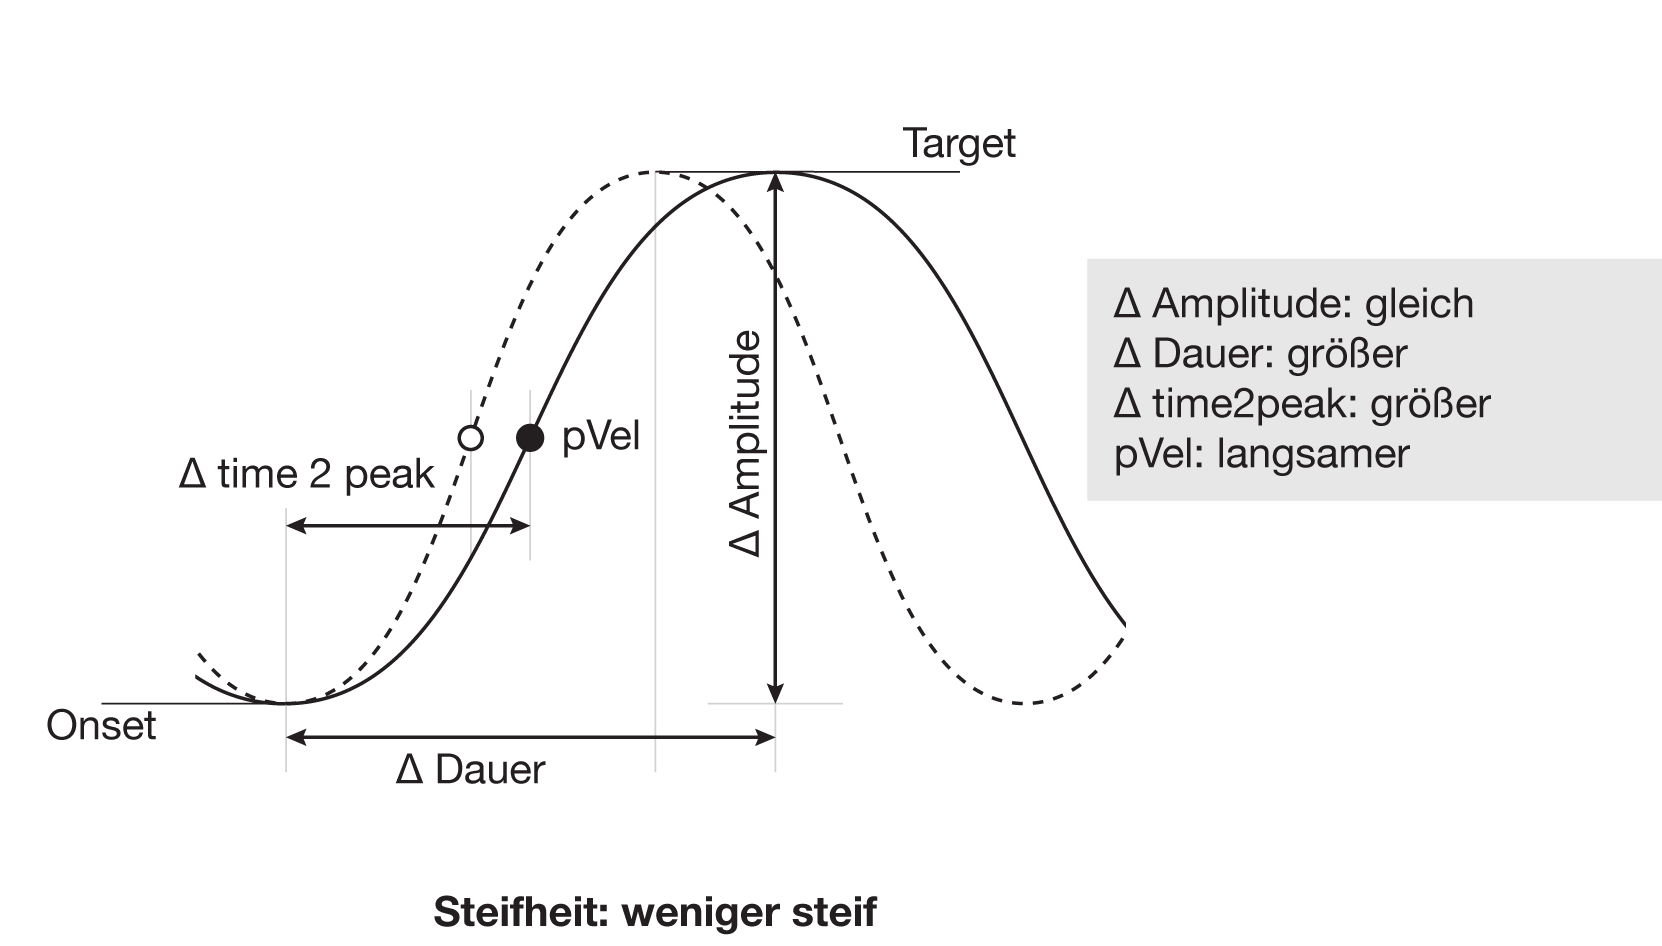 Target
Δ Amplitude: gleich
Δ Dauer: größer
Δ time2peak: größer
pVel: langsamer
Δ Amplitude
pVel
Δ time 2 peak
Onset
Δ Dauer
Steifheit: weniger steif